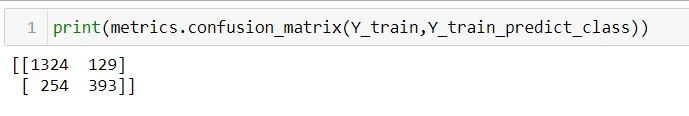 1 print(metrics.confusion_matrix(Y_train,Y_train_predict_class))
[[1324 129]
[ 254 393]]